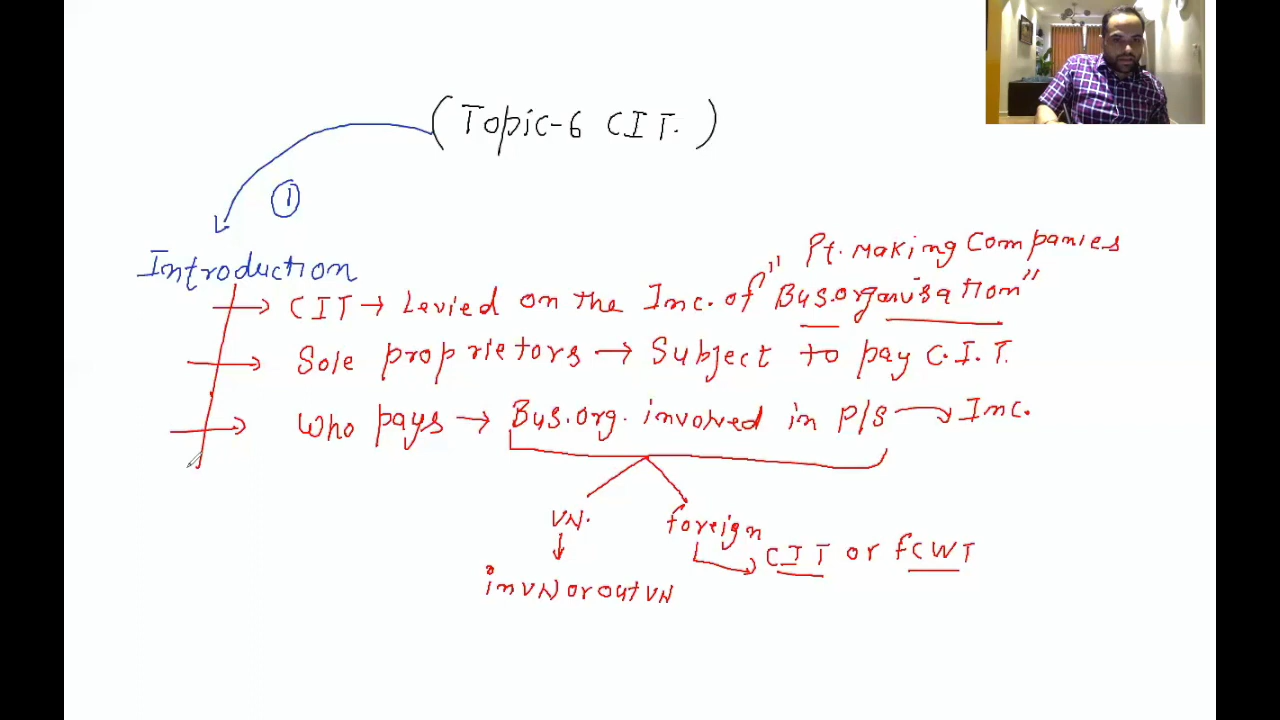 (Topic-6 CIT.)
1
Introduction
Pt. Making Companies
CIT → Levied on the Inc. of "Bus.organisation"
Sole proprietors → Subject to pay C.I.T.
Who pays → Bus.org. involved in P/S → Inc.
VN. foreign
CIT or FCWT
in VN or out VN